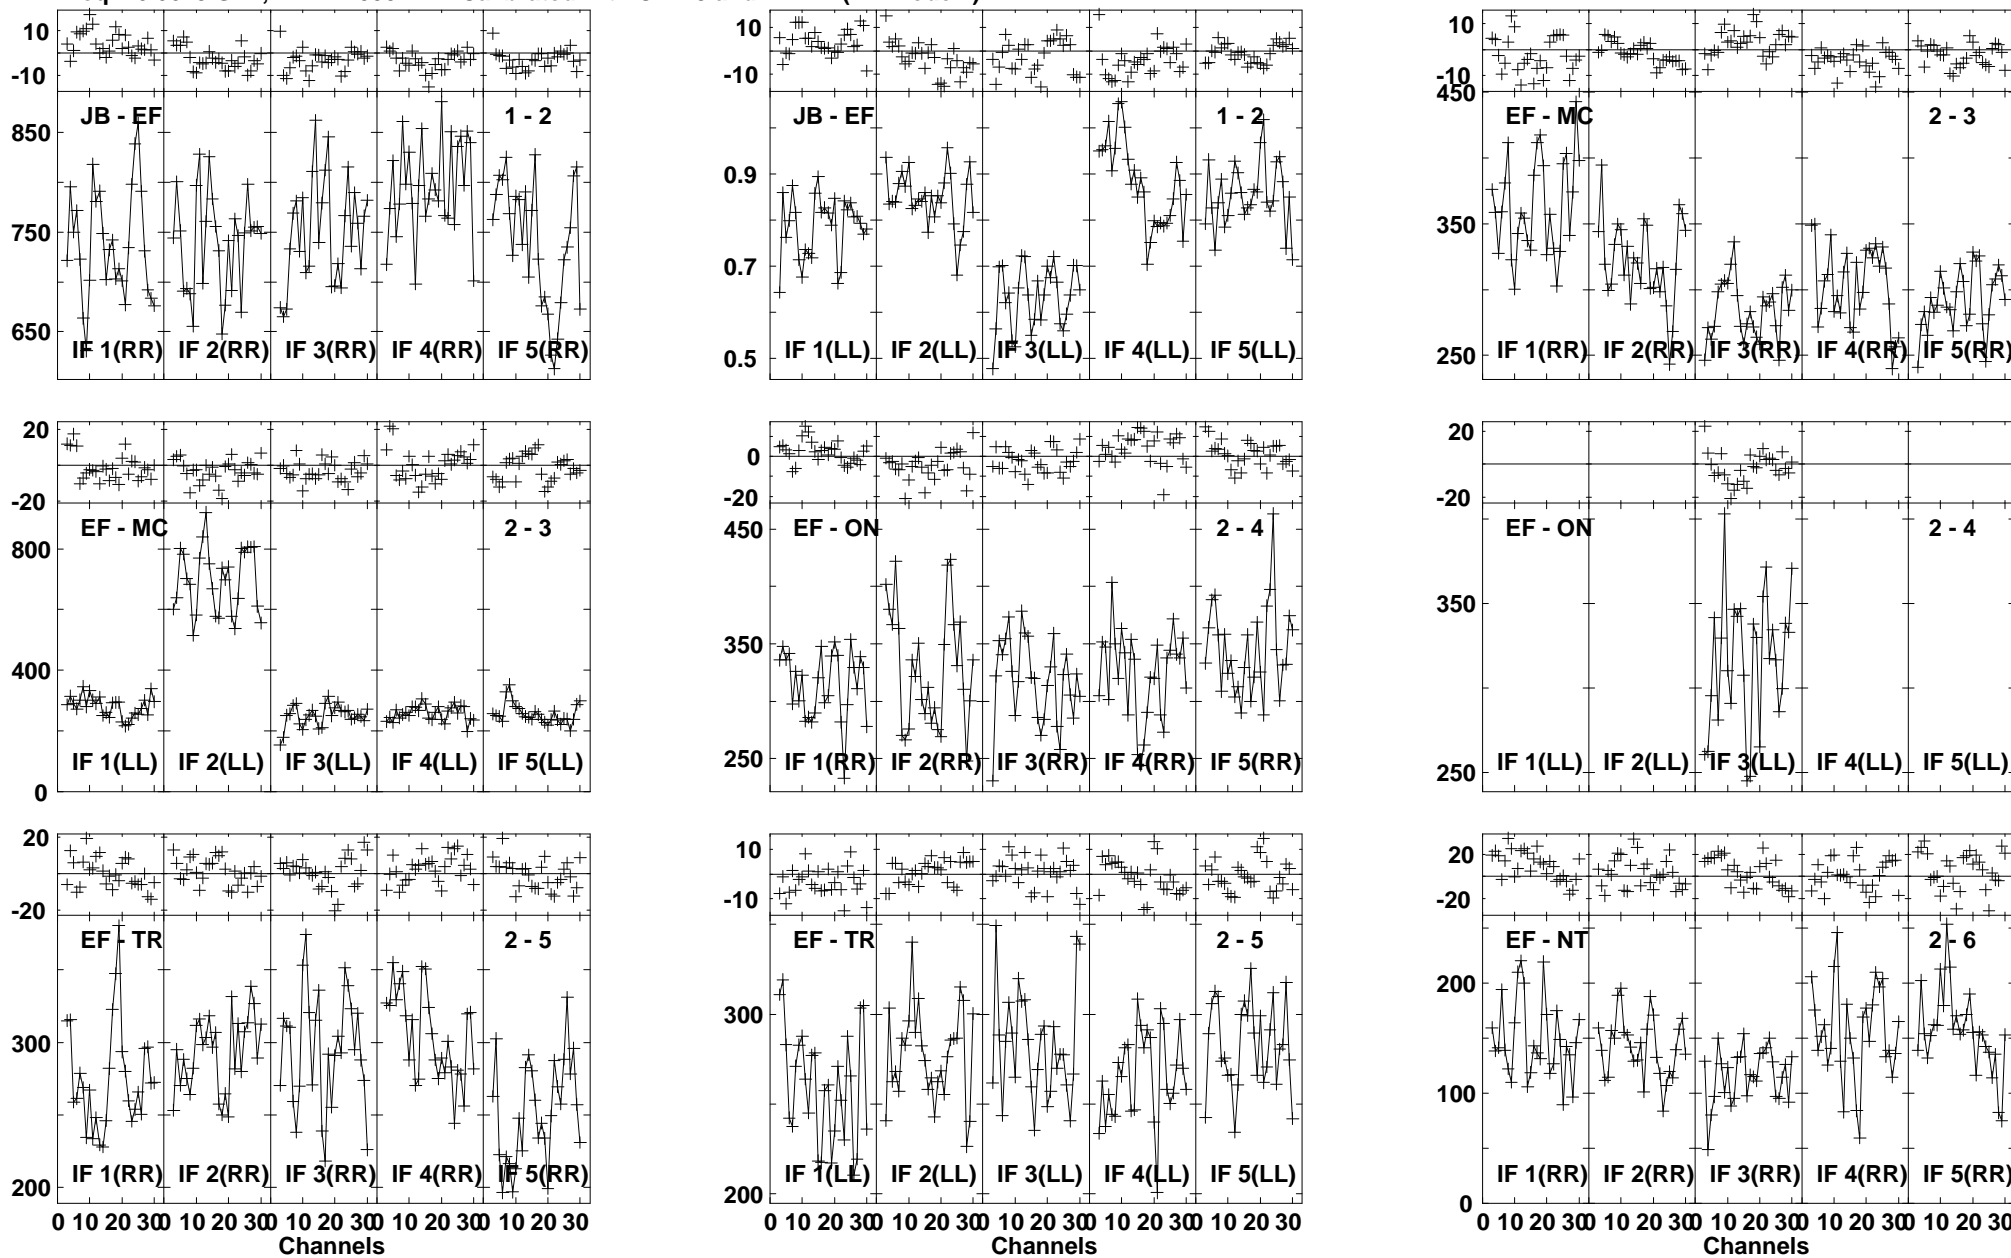 10 10 10
-10 -10 -10
450
JB - EF 1 - 2 JB - EF 1 - 2 EF - MC 2 - 3
850 0.9 350
750 0.7
650 0.5 250
IF 1(RR) IF 2(RR) IF 3(RR) IF 4(RR) IF 5(RR) IF 1(LL) IF 2(LL) IF 3(LL) IF 4(LL) IF 5(LL) IF 1(RR) IF 2(RR) IF 3(RR) IF 4(RR) IF 5(RR)
20 0 20
-20 -20 -20
EF - MC 2 - 3 EF - ON 2 - 4 EF - ON 2 - 4
800 450 350
400 350
0 250 250
IF 1(LL) IF 2(LL) IF 3(LL) IF 4(LL) IF 5(LL) IF 1(RR) IF 2(RR) IF 3(RR) IF 4(RR) IF 5(RR) IF 1(LL) IF 2(LL) IF 3(LL) IF 4(LL) IF 5(LL)
20 10 20
-20 -10 -20
EF - TR 2 - 5 EF - TR 2 - 5 EF - NT 2 - 6
300 300 200
100
200 200 0
IF 1(RR) IF 2(RR) IF 3(RR) IF 4(RR) IF 5(RR) IF 1(LL) IF 2(LL) IF 3(LL) IF 4(LL) IF 5(LL) IF 1(RR) IF 2(RR) IF 3(RR) IF 4(RR) IF 5(RR)
0 10 20 30 0 10 20 30 0 10 20 30 0 10 20 30 0 10 20 30 0 10 20 30 0 10 20 30 0 10 20 30 0 10 20 30 0 10 20 30 0 10 20 30 0 10 20 30 0 10 20 30 0 10 20 30 0 10 20 30
Channels Channels Channels